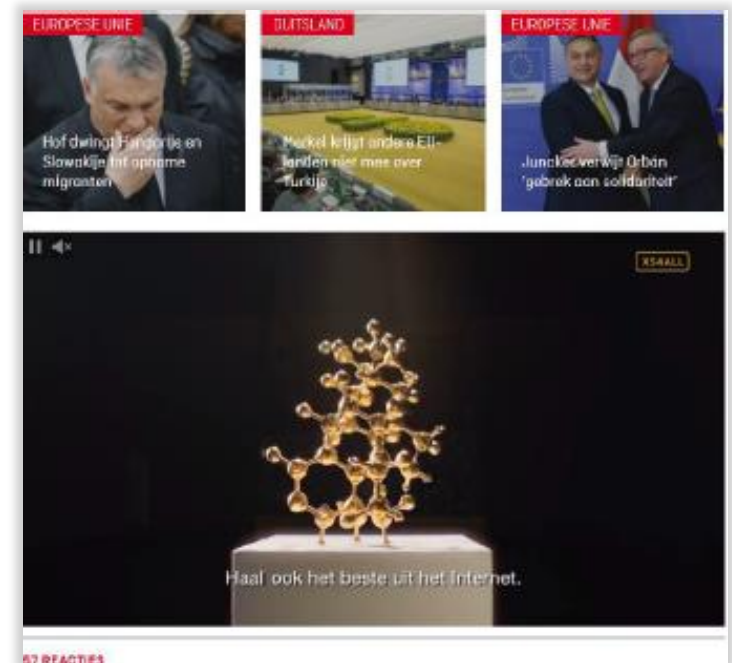 EUROPESE UNIE
Hof dwingt Hongarije en
Slowakije tot opname
migranten
DUITSLAND
Merkel krijgt andere EU-
landen niet mee over
Turkije
EUROPESE UNIE
Juncker verwijt Orbán
'gebrek aan solidariteit'
XS4ALL
Haal ook het beste uit het Internet.
57 REACTIES